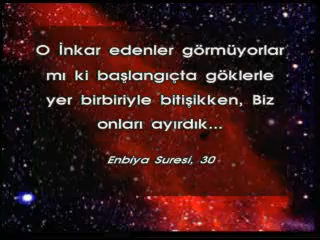 O İnkar edenler görmüyorlar
mı ki başlangıçta göklerle
yer birbiriyle bitişikken, Biz
onları ayırdık...
Enbiya Suresi, 30